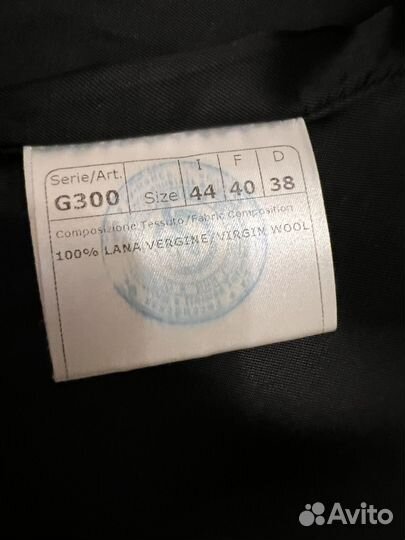 Serie/Art. I F D
G300 Size 44 40 38
Composizione Tessuto/Fabric Composition
100% LANA VERGINE/VIRGIN WOOL
Avito